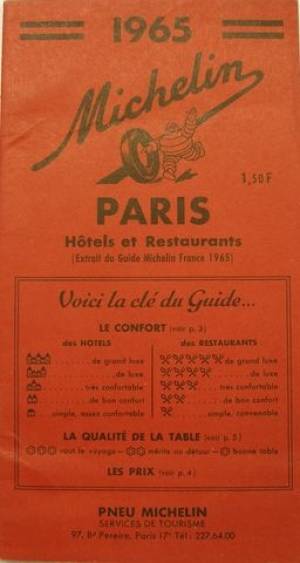 1965
Michelin
1,50 F
PARIS
Hôtels et Restaurants
(Extrait du Guide Michelin France 1965)
Voici la clé du Guide...
LE CONFORT (voir p. 3)
des HOTELS
des RESTAURANTS
de grand luxe
de grand luxe
de luxe
de luxe
très confortable
très confortable
de bon confort
de bon confort
simple, assez confortable
simple, convenable
LA QUALITÉ DE LA TABLE (voir p. 5)
vaut le voyage - mérite un détour - bonne table
LES PRIX (voir p. 4)
PNEU MICHELIN
SERVICES DE TOURISME
97, Bd Pereire, Paris 17e Tél: 227.64.00